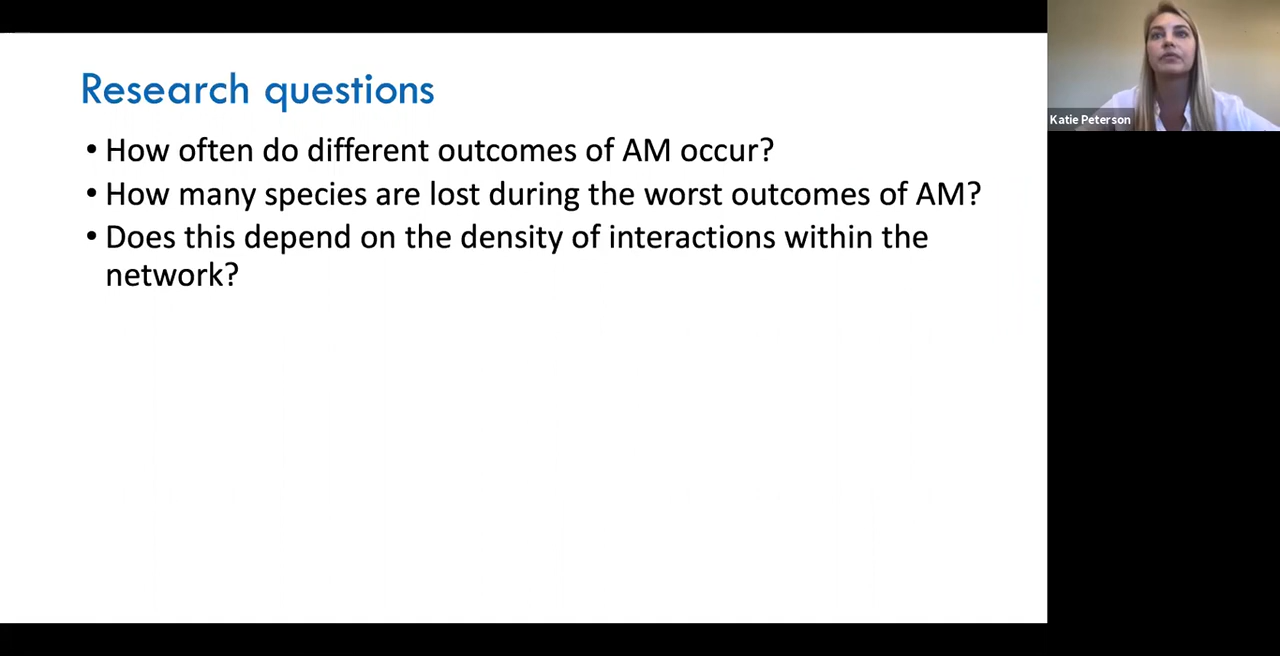 Research questions
• How often do different outcomes of AM occur?
• How many species are lost during the worst outcomes of AM?
• Does this depend on the density of interactions within the
network?
Katie Peterson